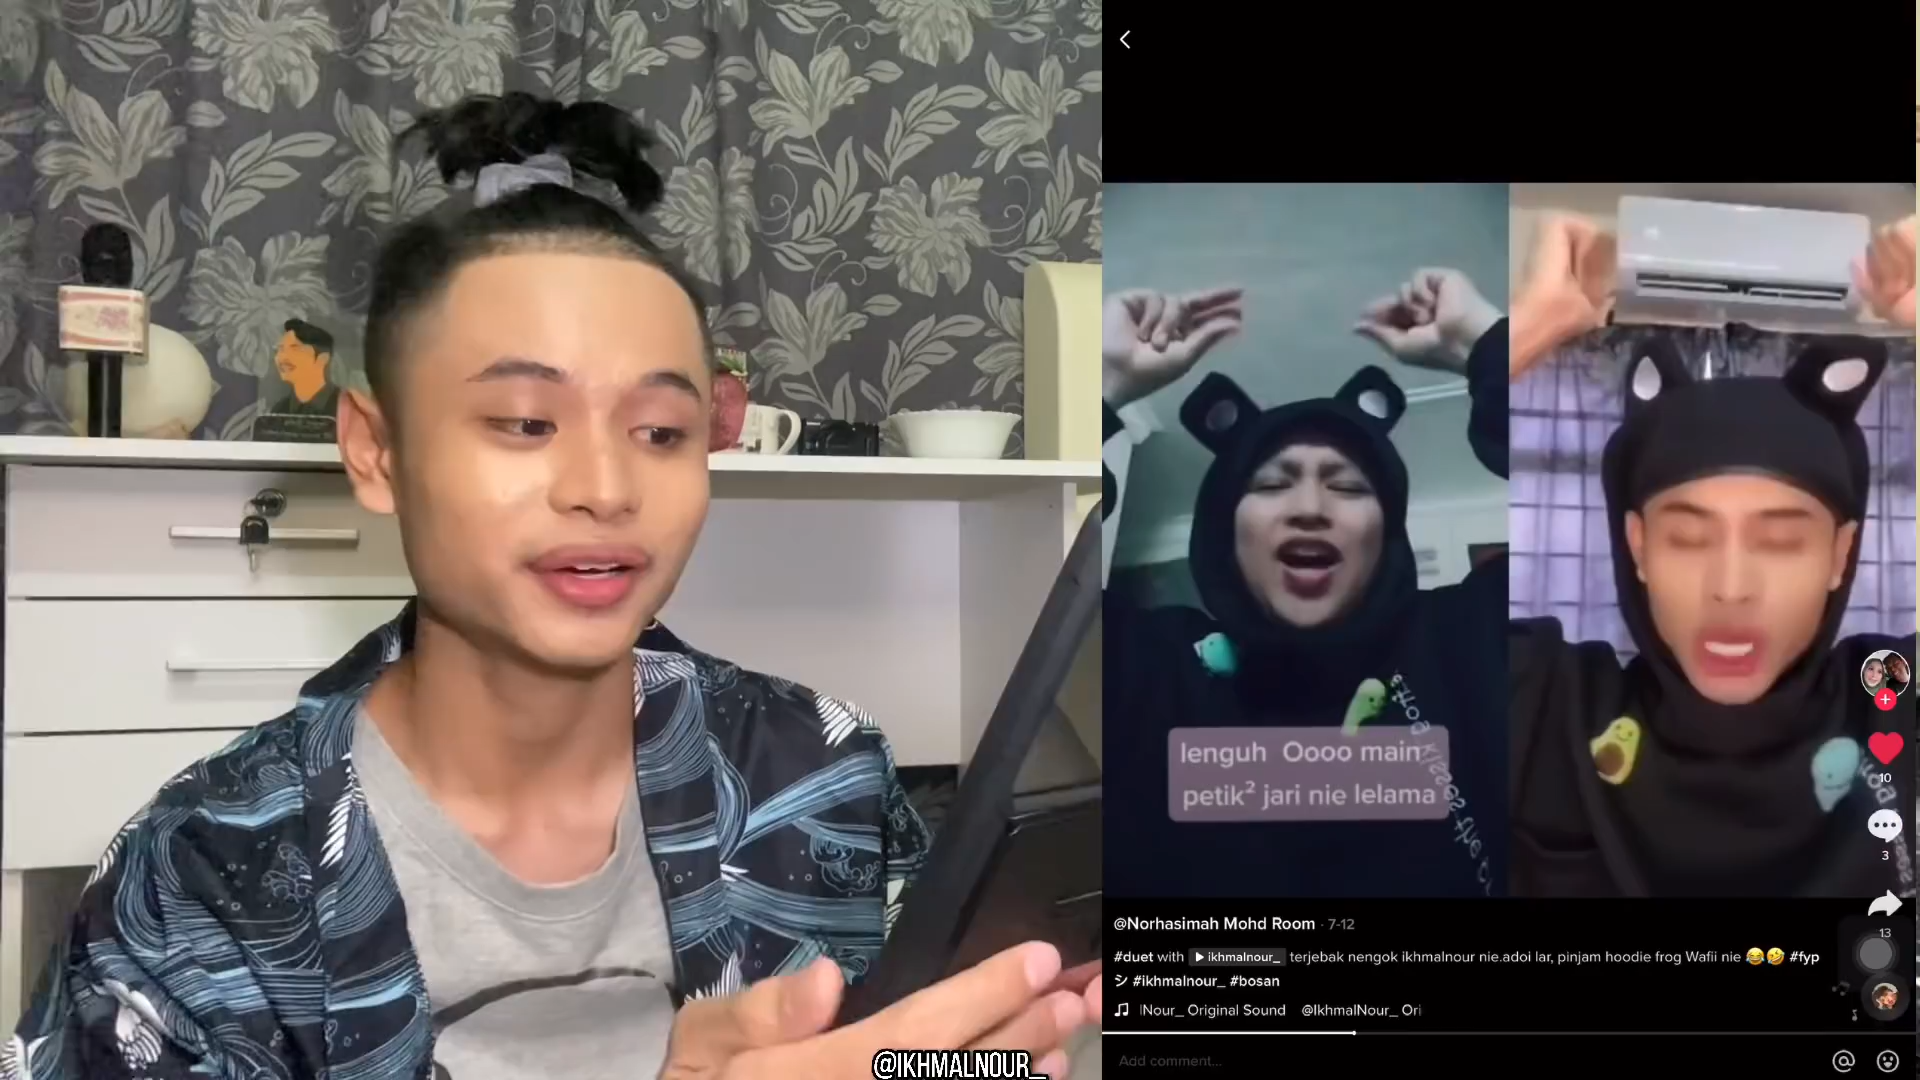 lenguh Oooo main
petik² jari nie lelama
@Norhasimah Mohd Room · 7-12
#duet with ikhmalnour_ terjebak nengok ikhmalnour nie.adoi lar, pinjam hoodie frog Wafii nie 😂🤣 #fyp
シ #ikhmalnour_ #bosan
Nour_ Original Sound @IkhmalNour_ Ori
10
3
13
Add comment...
@IKHMALNOUR_